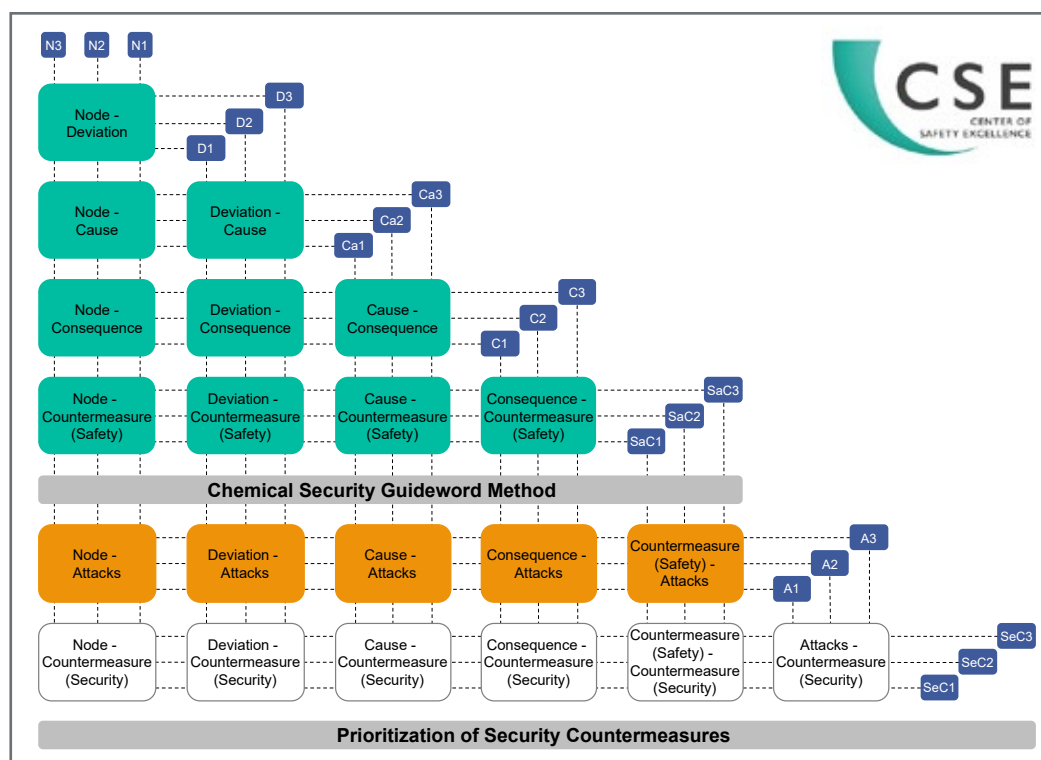 N3 N2 N1
CSE
CENTER OF
SAFETY EXCELLENCE
Node -
Deviation
D3
D2
D1
Node -
Cause
Deviation -
Cause
Ca3
Ca2
Ca1
Node -
Consequence
Deviation -
Consequence
Cause -
Consequence
C3
C2
C1
Node -
Countermeasure
(Safety)
Deviation -
Countermeasure
(Safety)
Cause -
Countermeasure
(Safety)
Consequence -
Countermeasure
(Safety)
SaC3
SaC2
SaC1
Chemical Security Guideword Method
Node -
Attacks
Deviation -
Attacks
Cause -
Attacks
Consequence -
Attacks
Countermeasure
(Safety) -
Attacks
A3
A2
A1
Node -
Countermeasure
(Security)
Deviation -
Countermeasure
(Security)
Cause -
Countermeasure
(Security)
Consequence -
Countermeasure
(Security)
Countermeasure
(Safety) -
Countermeasure
(Security)
Attacks -
Countermeasure
(Security)
SeC3
SeC2
SeC1
Prioritization of Security Countermeasures